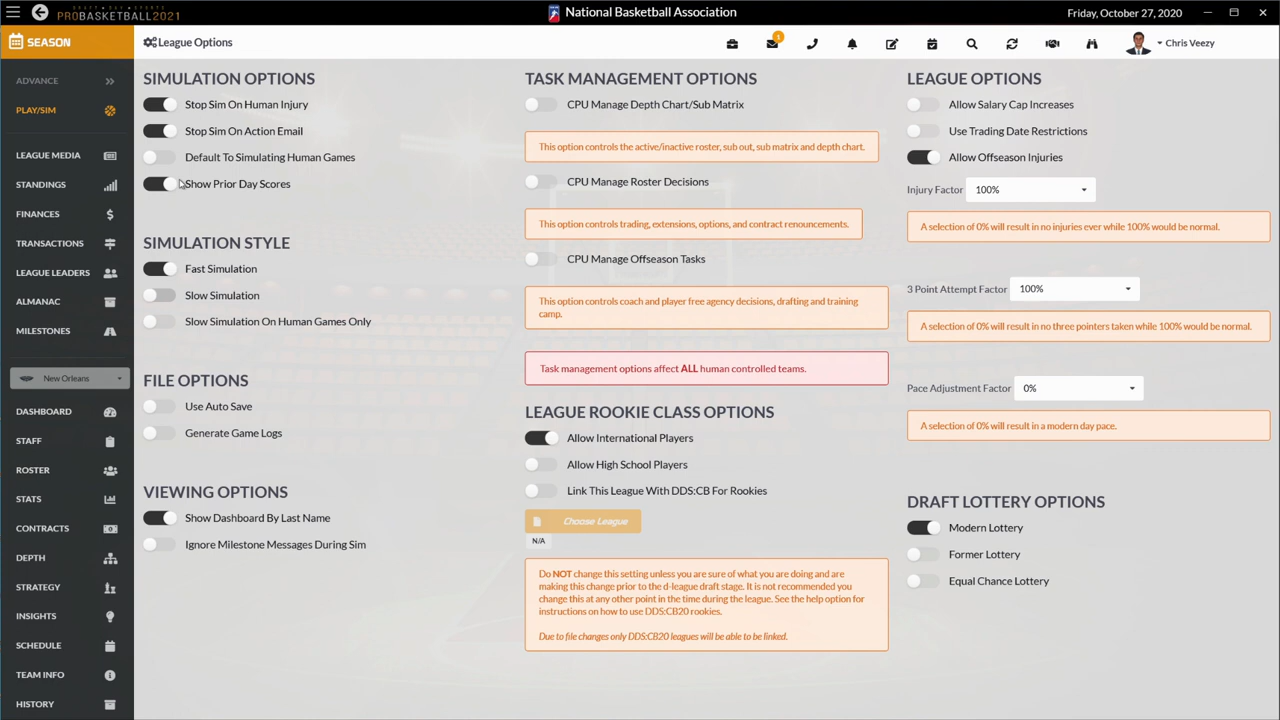 DRAFT DAY SPORTS
PROBASKETBALL2021
National Basketball Association
Friday, October 27, 2020
SEASON
League Options
1
Chris Veezy
ADVANCE
PLAY/SIM
LEAGUE MEDIA
STANDINGS
FINANCES
TRANSACTIONS
LEAGUE LEADERS
ALMANAC
MILESTONES
New Orleans
DASHBOARD
STAFF
ROSTER
STATS
CONTRACTS
DEPTH
STRATEGY
INSIGHTS
SCHEDULE
TEAM INFO
HISTORY
SIMULATION OPTIONS
Stop Sim On Human Injury
Stop Sim On Action Email
Default To Simulating Human Games
Show Prior Day Scores
SIMULATION STYLE
Fast Simulation
Slow Simulation
Slow Simulation On Human Games Only
FILE OPTIONS
Use Auto Save
Generate Game Logs
VIEWING OPTIONS
Show Dashboard By Last Name
Ignore Milestone Messages During Sim
TASK MANAGEMENT OPTIONS
CPU Manage Depth Chart/Sub Matrix
This option controls the active/inactive roster, sub out, sub matrix and depth chart.
CPU Manage Roster Decisions
This option controls trading, extensions, options, and contract renouncements.
CPU Manage Offseason Tasks
This option controls coach and player free agency decisions, drafting and training
camp.
Task management options affect ALL human controlled teams.
LEAGUE ROOKIE CLASS OPTIONS
Allow International Players
Allow High School Players
Link This League With DDS:CB For Rookies
Choose League
N/A
Do NOT change this setting unless you are sure of what you are doing and are
making this change prior to the d-league draft stage. It is not recommended you
change this at any other point in the time during the league. See the help option for
instructions on how to use DDS:CB20 rookies.
Due to file changes only DDS:CB20 leagues will be able to be linked.
LEAGUE OPTIONS
Allow Salary Cap Increases
Use Trading Date Restrictions
Allow Offseason Injuries
Injury Factor 100%
A selection of 0% will result in no injuries ever while 100% would be normal.
3 Point Attempt Factor 100%
A selection of 0% will result in no three pointers taken while 100% would be normal.
Pace Adjustment Factor 0%
A selection of 0% will result in a modern day pace.
DRAFT LOTTERY OPTIONS
Modern Lottery
Former Lottery
Equal Chance Lottery